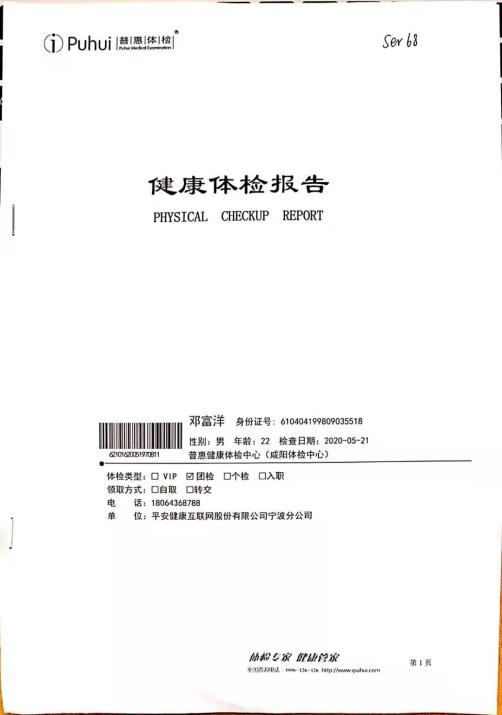 Puhui 普惠体检®
Puhui Medical Examination
Ser 68
健康体检报告
PHYSICAL CHECKUP REPORT
邓富洋 身份证号: 610404199809035518
性别: 男 年龄: 22 检查日期: 2020-05-21
6210162005197081​1
普惠健康体检中心(咸阳体检中心)
体检类型: □ VIP ☑团检 □个检 □入职
领取方式: □自取 □转交
电 话: 18064368788
单 位: 平安健康互联网股份有限公司宁波分公司
体检专家 健康管家
全国咨询电话: http://www.puhui.com
第1页